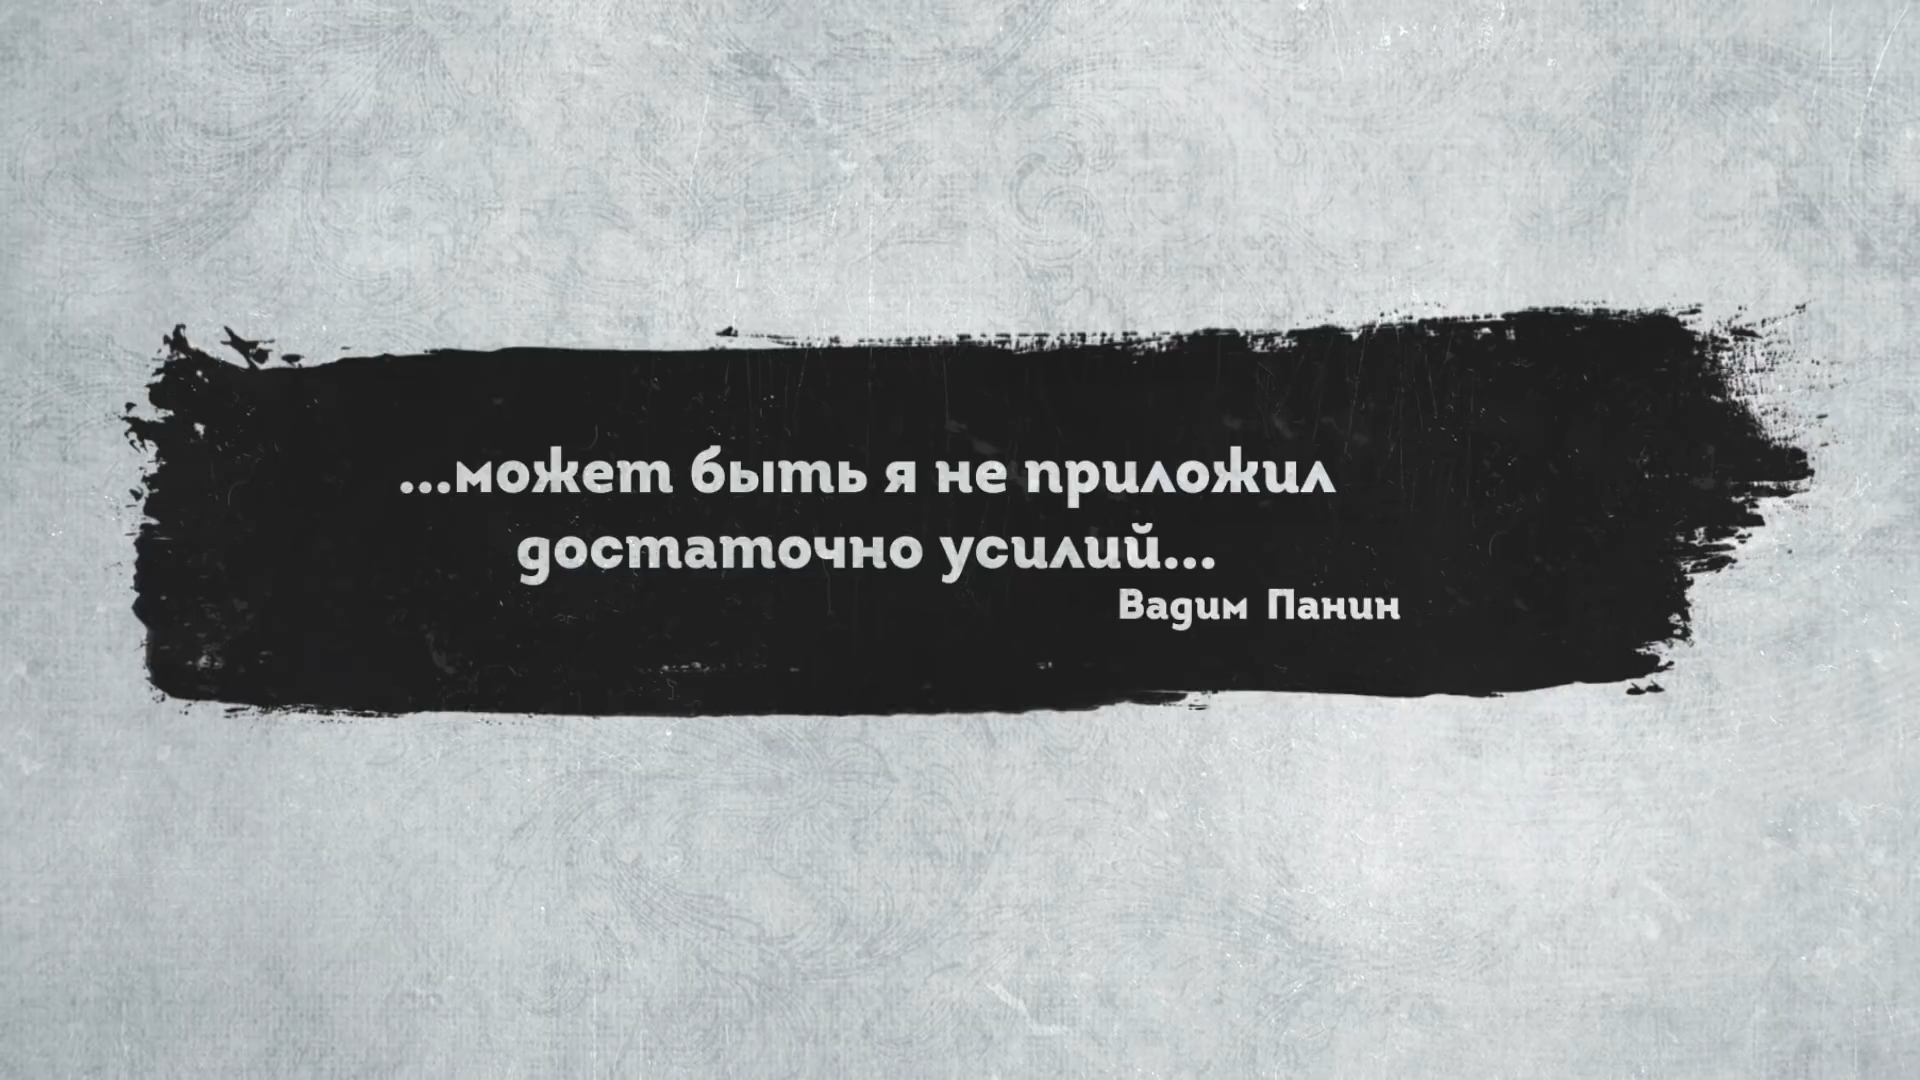 ...может быть я не приложил
достаточно усилий...
Вадим Панин